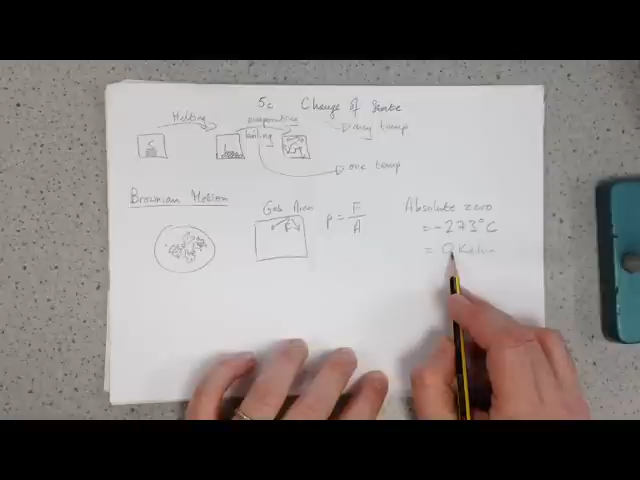 5c Change of State
Melting
evaporation
boiling
any temp
one temp
S
Brownian Motion
Gas
p = F
A
Absolute zero
= -273°C
= 0 Kelvin